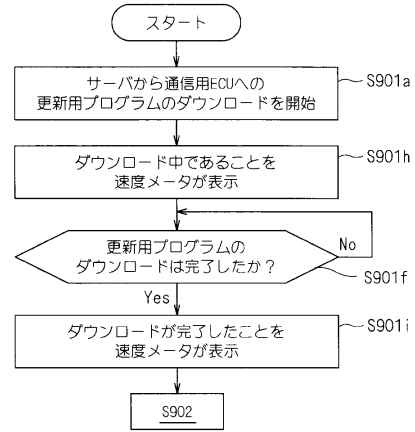 スタート
サーバから通信用ECUへの
更新用プログラムのダウンロードを開始
S901a
ダウンロード中であることを
速度メータが表示
S901h
更新用プログラムの
ダウンロードは完了したか？
No
S901f
Yes
ダウンロードが完了したことを
速度メータが表示
S901i
S902